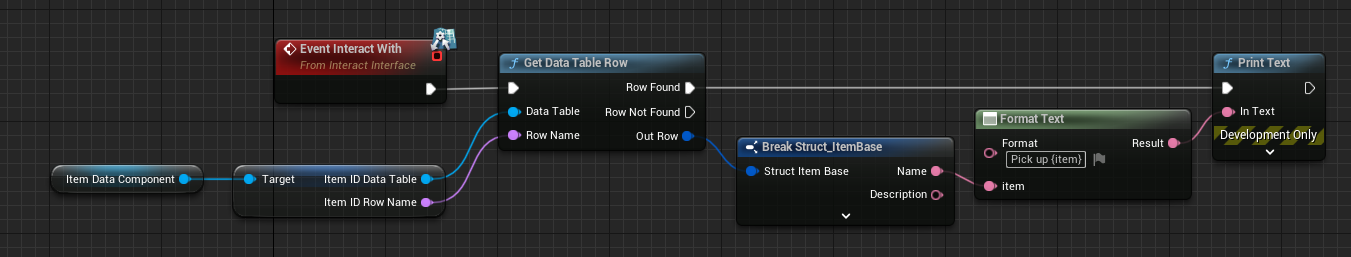 Event Interact With
From Interact Interface
f Get Data Table Row
Row Found
Data Table
Row Not Found
Row Name
Out Row
Item Data Component
Target
Item ID Data Table
Item ID Row Name
Break Struct_ItemBase
Struct Item Base
Name
Description
Format Text
Format
Pick up {item}
Result
item
f Print Text
In Text
Development Only